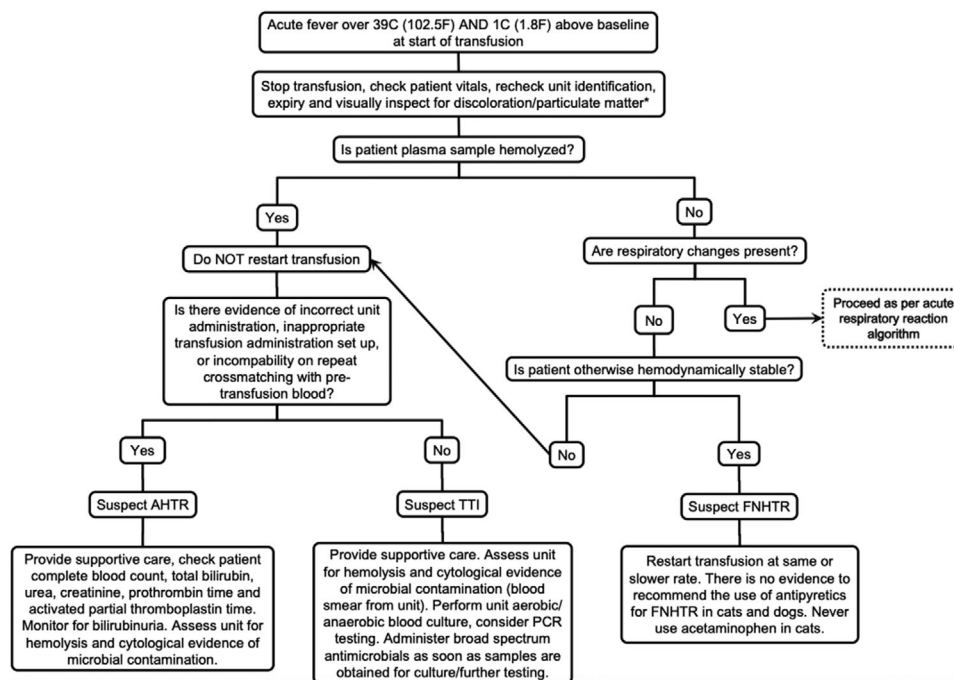 Acute fever over 39C (102.5F) AND 1C (1.8F) above baseline
at start of transfusion
Stop transfusion, check patient vitals, recheck unit identification,
expiry and visually inspect for discoloration/particulate matter*
Is patient plasma sample hemolyzed?
Yes
No
Do NOT restart transfusion
Are respiratory changes present?
Is there evidence of incorrect unit
administration, inappropriate
transfusion administration set up,
or incompability on repeat
crossmatching with pre-
transfusion blood?
No
Yes
Proceed as per acute
respiratory reaction
algorithm
Is patient otherwise hemodynamically stable?
Yes
No
No
Yes
Suspect AHTR
Suspect TTI
Suspect FNHTR
Provide supportive care, check patient
complete blood count, total bilirubin,
urea, creatinine, prothrombin time and
activated partial thromboplastin time.
Monitor for bilirubinuria. Assess unit for
hemolysis and cytological evidence of
microbial contamination.
Provide supportive care. Assess unit
for hemolysis and cytological evidence
of microbial contamination (blood
smear from unit). Perform unit aerobic/
anaerobic blood culture, consider PCR
testing. Administer broad spectrum
antimicrobials as soon as samples are
obtained for culture/further testing.
Restart transfusion at same or
slower rate. There is no evidence to
recommend the use of antipyretics
for FNHTR in cats and dogs. Never
use acetaminophen in cats.